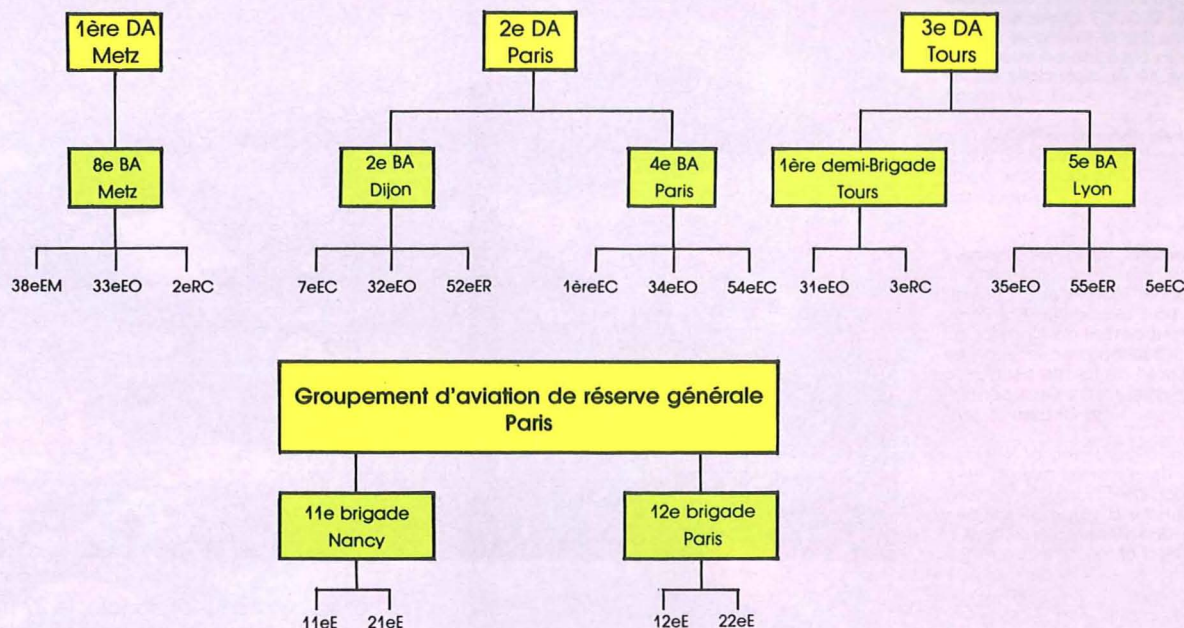 1ère DA
Metz
2e DA
Paris
3e DA
Tours
8e BA
Metz
2e BA
Dijon
4e BA
Paris
1ère demi-Brigade
Tours
5e BA
Lyon
38eEM 33eEO 2eRC
7eEC 32eEO 52eER
1èreEC 34eEO 54eEC
31eEO 3eRC
35eEO 55eER 5eEC
Groupement d'aviation de réserve générale
Paris
11e brigade
Nancy
12e brigade
Paris
11eE 21eE
12eE 22eE